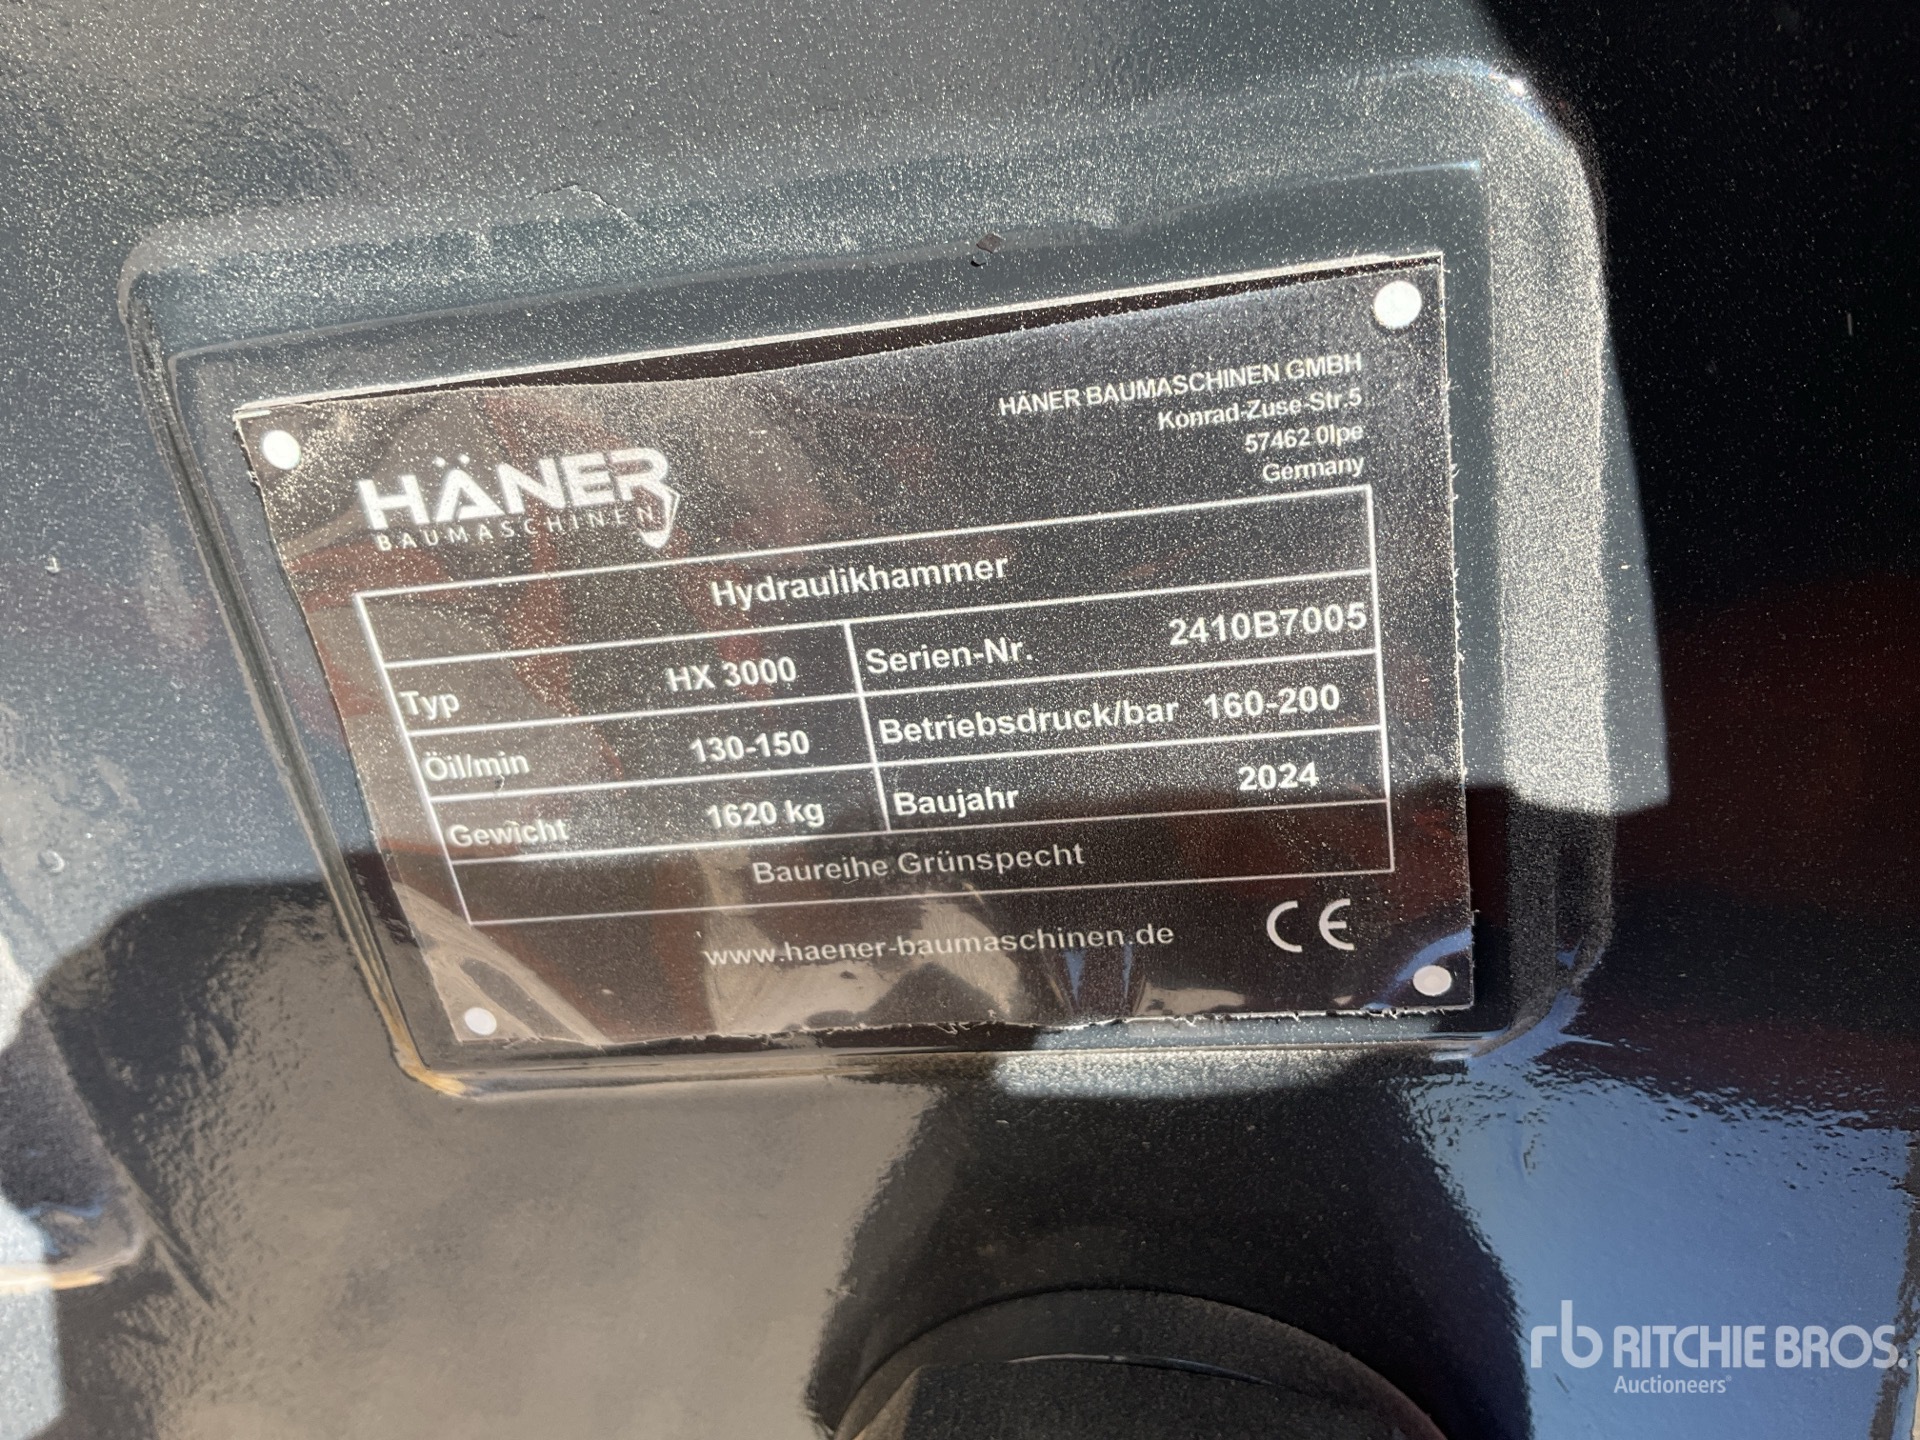 HÄNER BAUMASCHINEN GMBH
Konrad-Zuse-Str.5
57462 0lpe
Germany
HÄNER
BAUMASCHINEN
Hydraulikhammer
Typ HX 3000 Serien-Nr. 2410B7005
Öil/min 130-150 Betriebsdruck/bar 160-200
Gewicht 1620 kg Baujahr 2024
Baureihe Grünspecht
www.haener-baumaschinen.de CE
rb RITCHIE BROS.
Auctioneers